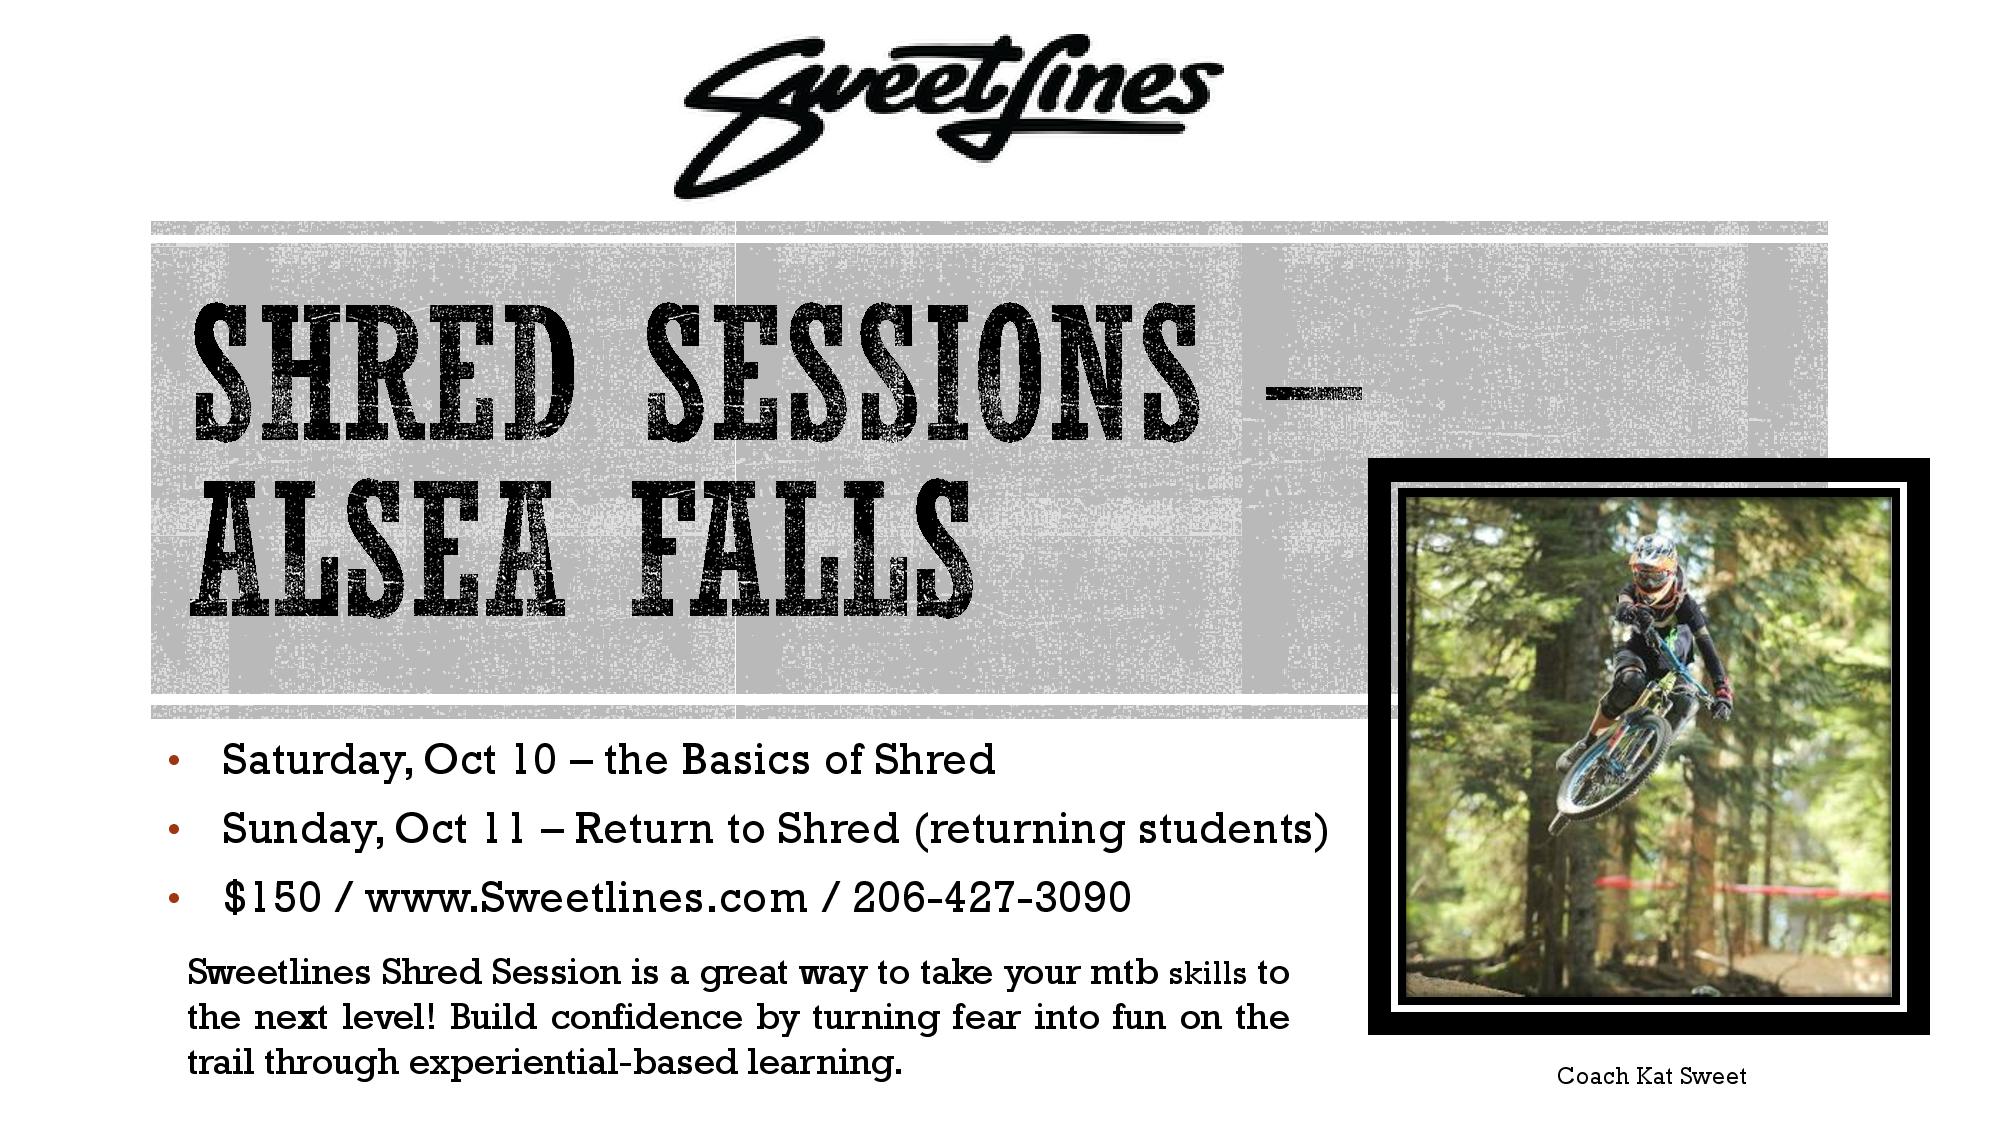 Sweetlines
SHRED SESSIONS –
ALSEA FALLS
• Saturday, Oct 10 – the Basics of Shred
• Sunday, Oct 11 – Return to Shred (returning students)
• $150 / www.Sweetlines.com / 206-427-3090
Sweetlines Shred Session is a great way to take your mtb skills to
the next level! Build confidence by turning fear into fun on the
trail through experiential-based learning.
Coach Kat Sweet